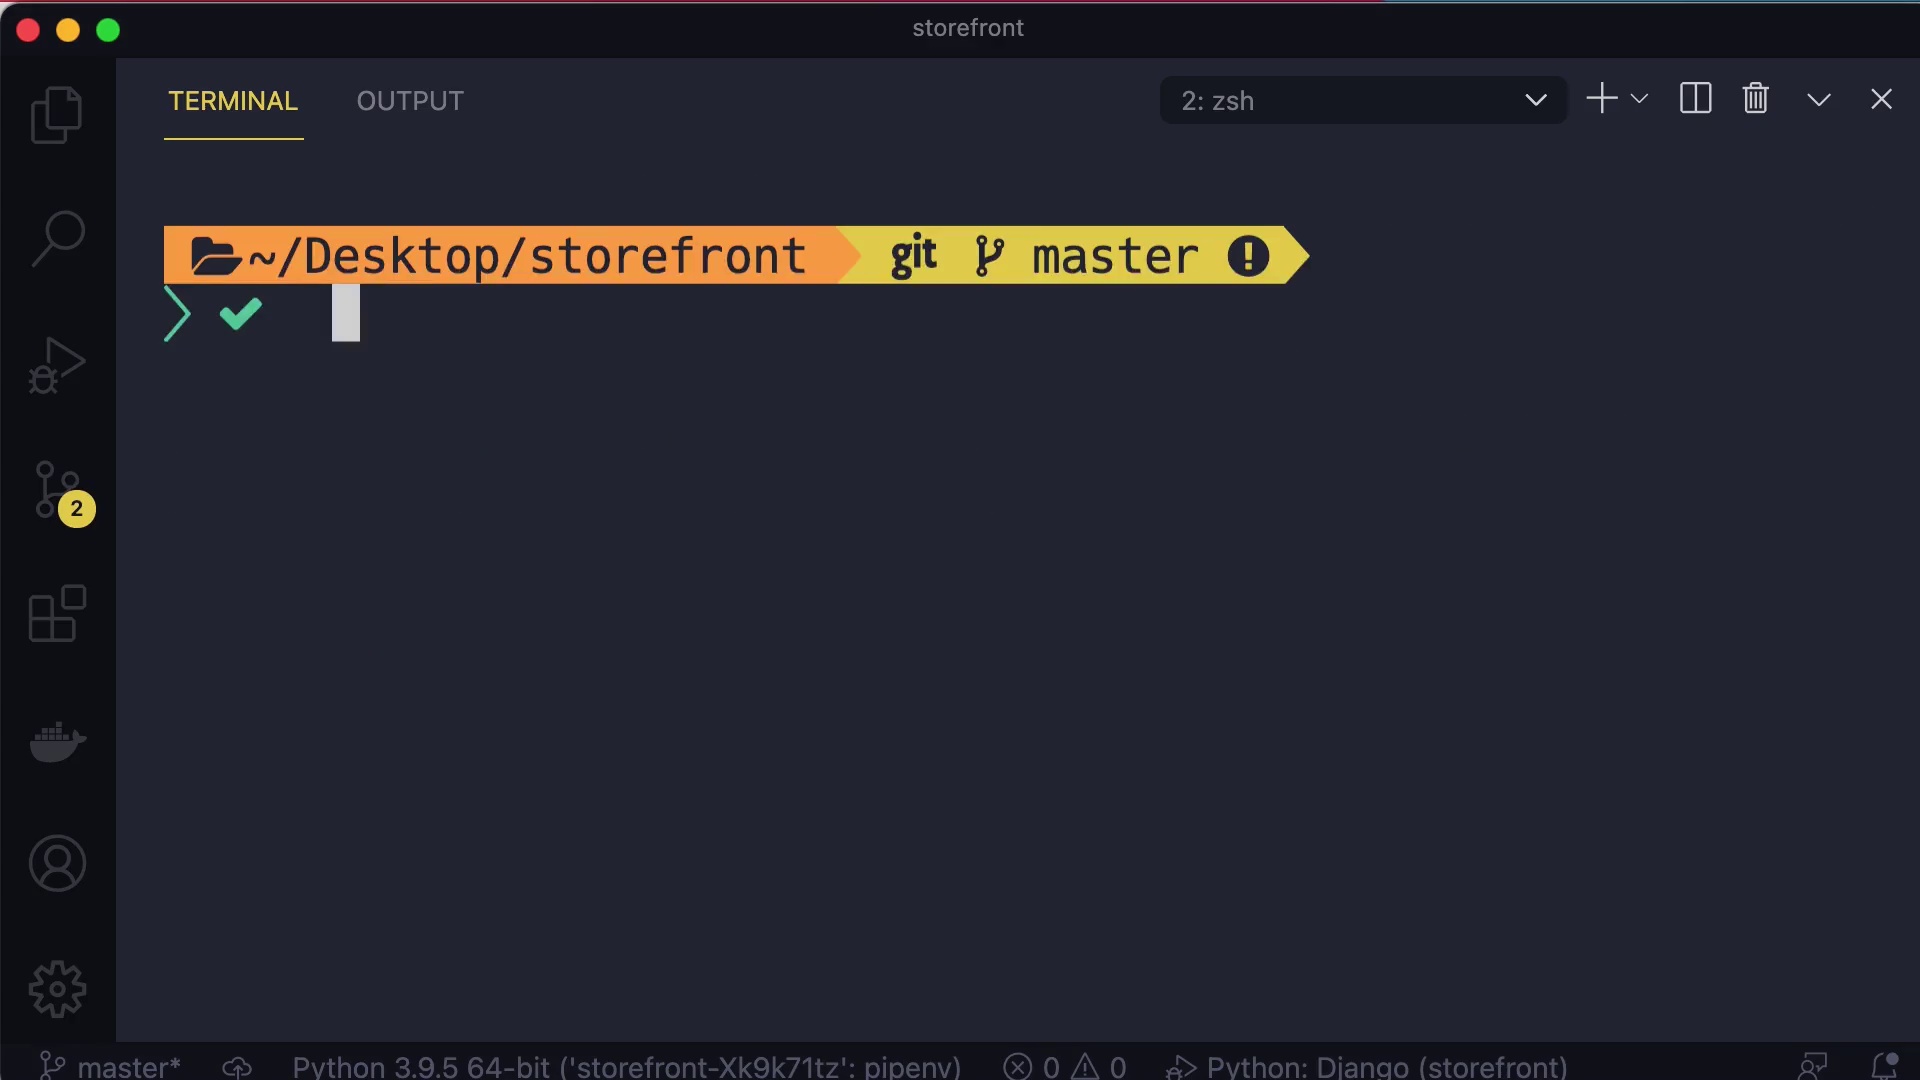 storefront
TERMINAL OUTPUT 2: zsh
~/Desktop/storefront git master
2
master* Python 3.9.5 64-bit ('storefront-Xk9k71tz': pipenv) 0 0 Python: Django (storefront)